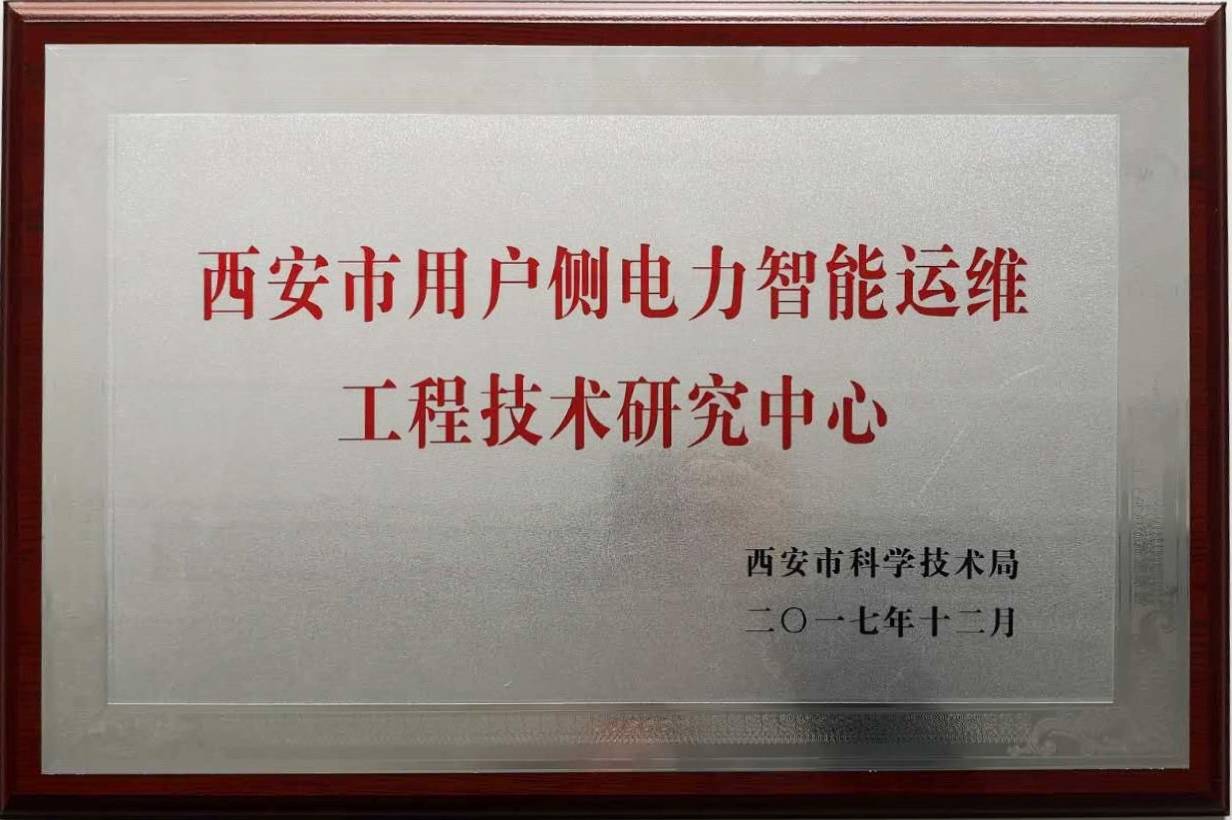 西安市用户侧电力智能运维
工程技术研究中心
西安市科学技术局
二〇一七年十二月